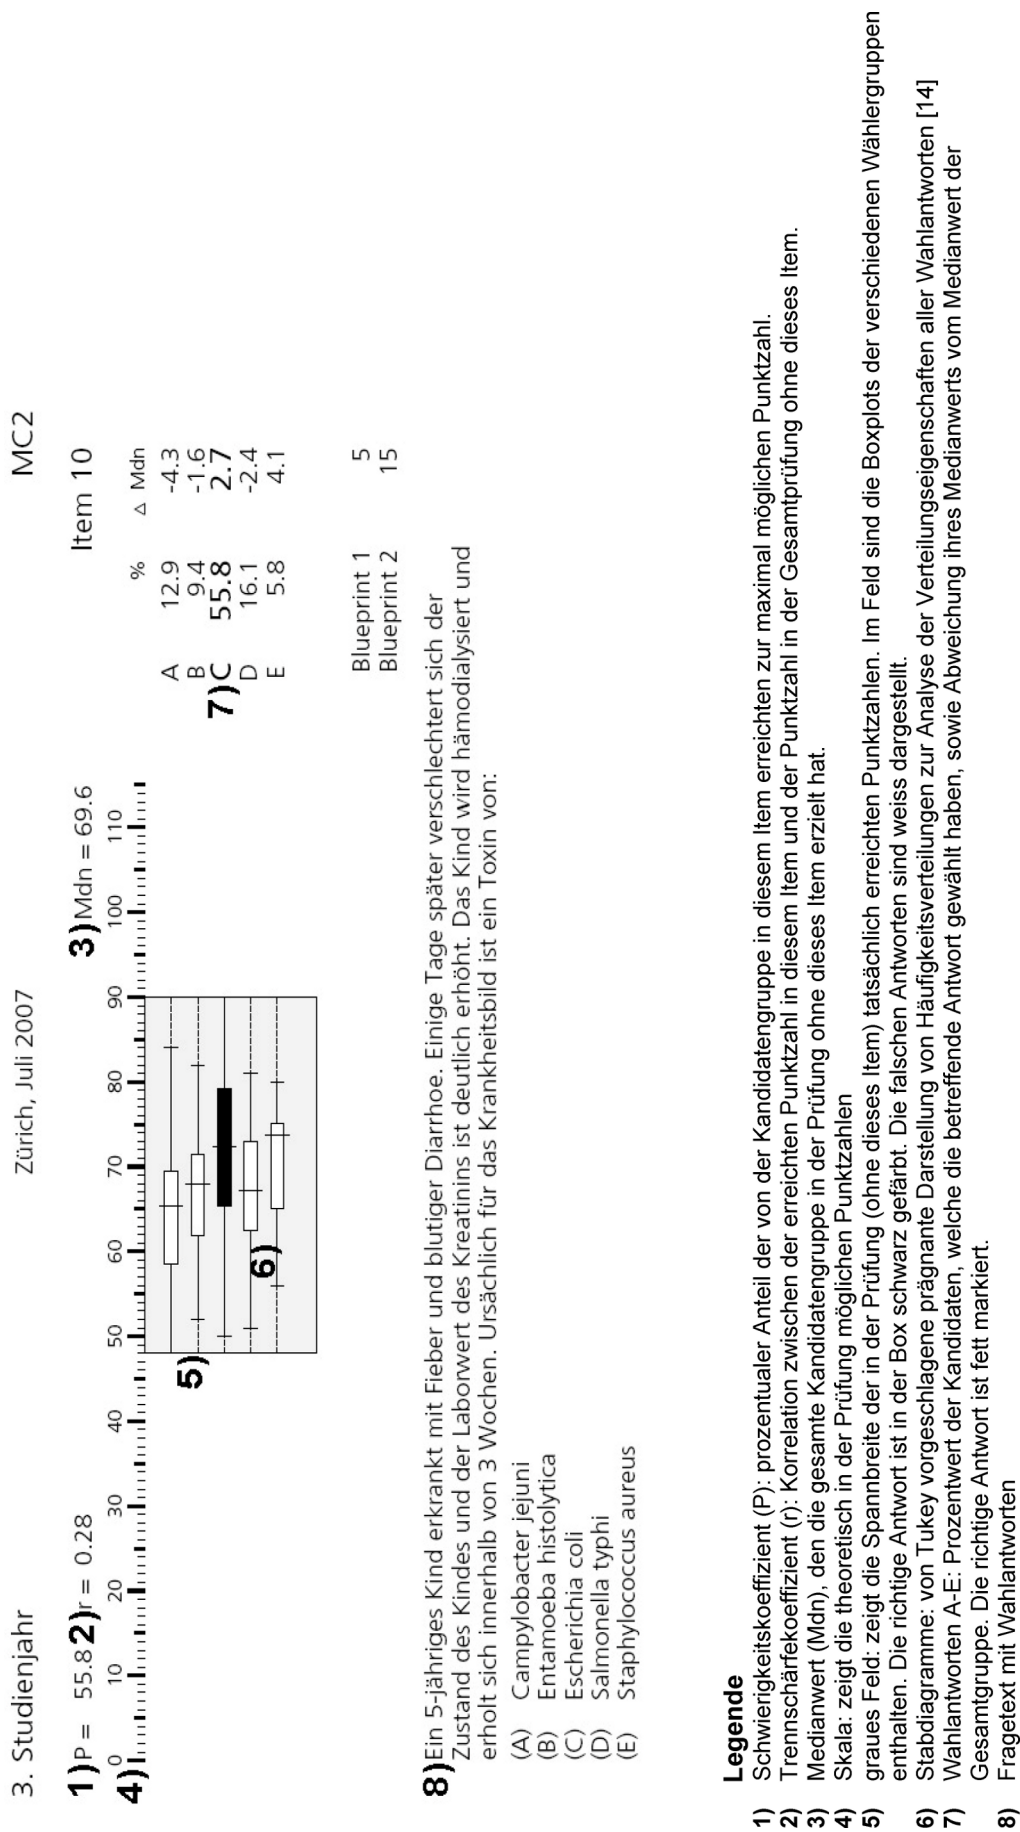 3. Studienjahr Zürich, Juli 2007 MC2
1) P = 55.8 2) r = 0.28 3) Mdn = 69.6 Item 10
4) 0 10 20 30 40 50 60 70 80 90 100 110
% Δ Mdn
A 12.9 -4.3
B 9.4 -1.6
7) C 55.8 2.7
D 16.1 -2.4
E 5.8 4.1
5)
6)
Blueprint 1 5
Blueprint 2 15
8) Ein 5-jähriges Kind erkrankt mit Fieber und blutiger Diarrhoe. Einige Tage später verschlechtert sich der
Zustand des Kindes und der Laborwert des Kreatinins ist deutlich erhöht. Das Kind wird hämodialysiert und
erholt sich innerhalb von 3 Wochen. Ursächlich für das Krankheitsbild ist ein Toxin von:
(A) Campylobacter jejuni
(B) Entamoeba histolytica
(C) Escherichia coli
(D) Salmonella typhi
(E) Staphylococcus aureus
Legende
1) Schwierigkeitskoeffizient (P): prozentualer Anteil der von der Kandidatengruppe in diesem Item erreichten zur maximal möglichen Punktzahl.
2) Trennschärfekoeffizient (r): Korrelation zwischen der erreichten Punktzahl in diesem Item und der Punktzahl in der Gesamtprüfung ohne dieses Item.
3) Medianwert (Mdn), den die gesamte Kandidatengruppe in der Prüfung ohne dieses Item erzielt hat.
4) Skala: zeigt die theoretisch in der Prüfung möglichen Punktzahlen
5) graues Feld: zeigt die Spannbreite der in der Prüfung (ohne dieses Item) tatsächlich erreichten Punktzahlen. Im Feld sind die Boxplots der verschiedenen Wählergruppen
enthalten. Die richtige Antwort ist in der Box schwarz gefärbt. Die falschen Antworten sind weiss dargestellt.
6) Stabdiagramme: von Tukey vorgeschlagene prägnante Darstellung von Häufigkeitsverteilungen zur Analyse der Verteilungseigenschaften aller Wahlantworten [14]
7) Wahlantworten A-E: Prozentwert der Kandidaten, welche die betreffende Antwort gewählt haben, sowie Abweichung ihres Medianwerts vom Medianwert der
Gesamtgruppe. Die richtige Antwort ist fett markiert.
8) Fragetext mit Wahlantworten